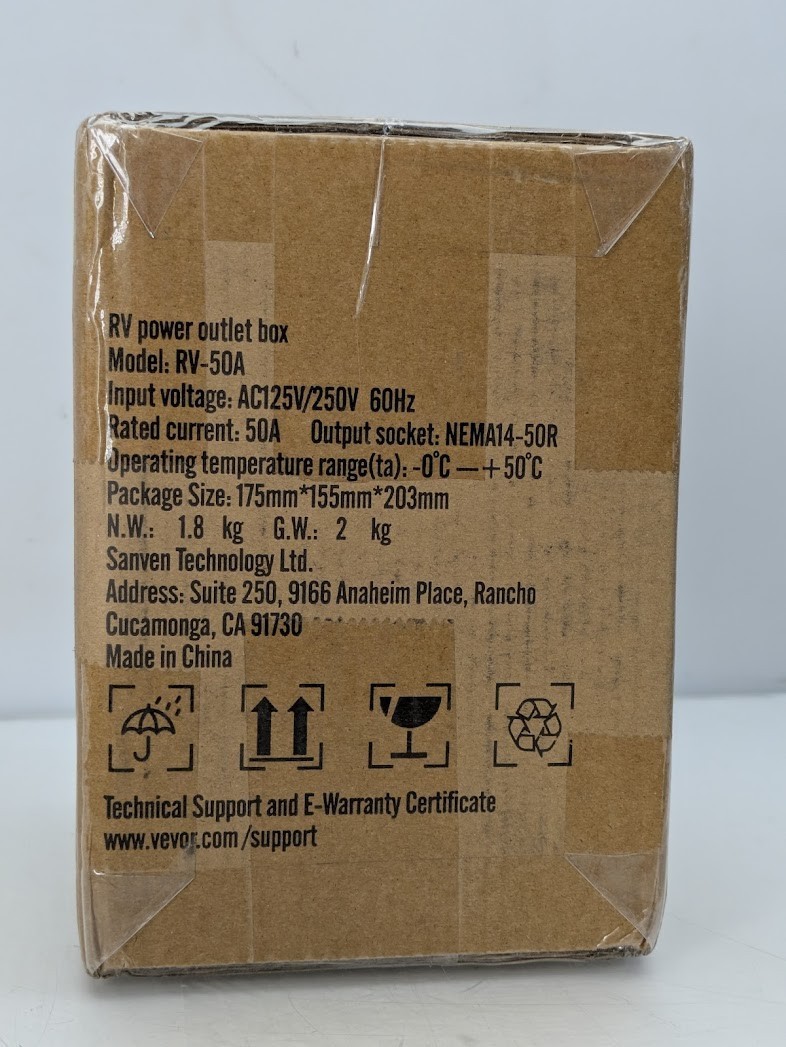 RV power outlet box
Model: RV-50A
Input voltage: AC125V/250V 60Hz
Rated current: 50A Output socket: NEMA14-50R
Operating temperature range(ta): -0°C —+50°C
Package Size: 175mm*155mm*203mm
N.W.: 1.8 kg G.W.: 2 kg
Sanven Technology Ltd.
Address: Suite 250, 9166 Anaheim Place, Rancho
Cucamonga, CA 91730
Made in China
Technical Support and E-Warranty Certificate
www.vevor.com/support